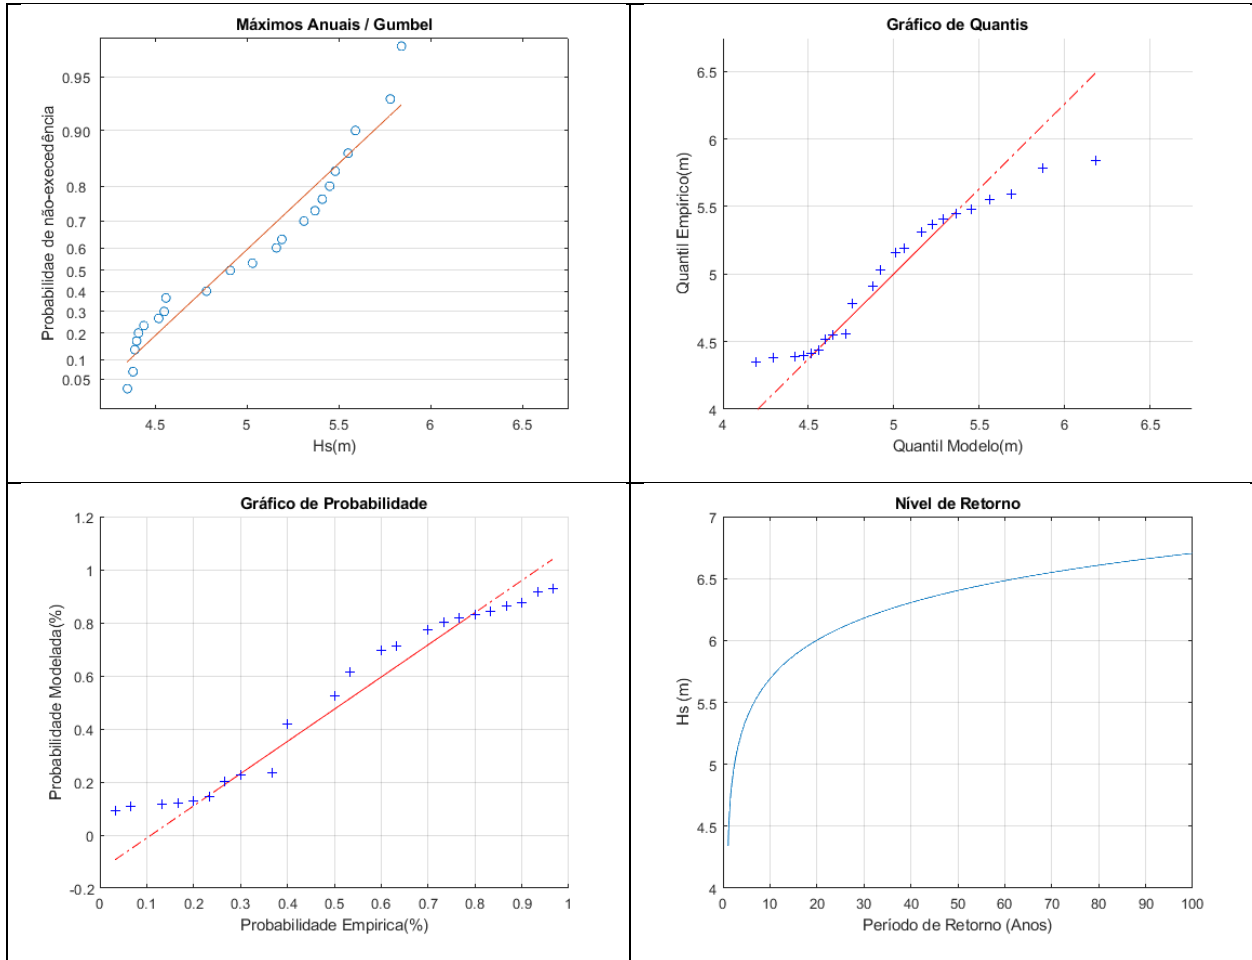 Máximos Anuais / Gumbel
0.95
0.90
0.8
0.7
0.6
0.5
0.4
0.3
0.2
0.1
0.05
Probabilidae de não-execedência
4.5 5 5.5 6 6.5
Hs(m)
Gráfico de Quantis
6.5
6
5.5
5
4.5
4
Quantil Empírico(m)
4 4.5 5 5.5 6 6.5
Quantil Modelo(m)
Gráfico de Probabilidade
1.2
1
0.8
0.6
0.4
0.2
0
-0.2
Probabilidade Modelada(%)
0 0.1 0.2 0.3 0.4 0.5 0.6 0.7 0.8 0.9 1
Probabilidade Empirica(%)
Nível de Retorno
7
6.5
6
5.5
5
4.5
4
Hs (m)
0 10 20 30 40 50 60 70 80 90 100
Período de Retorno (Anos)